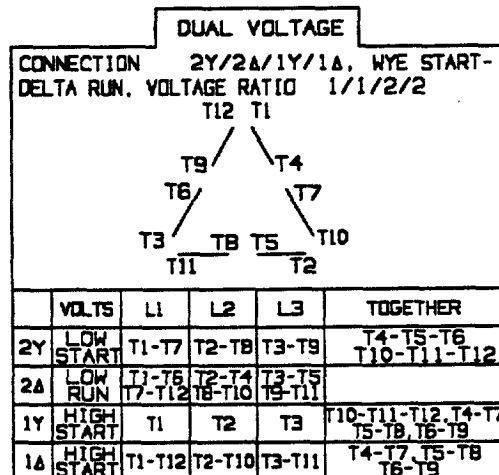 DUAL VOLTAGE
CONNECTION 2Y/2Δ/1Y/1Δ, WYE START-
DELTA RUN. VOLTAGE RATIO 1/1/2/2
T12 T1
T9 T4
T6 T7
T3 T8 T5 T10
T11 T2
VOLTS L1 L2 L3 TOGETHER
2Y LOW START T1-T7 T2-T8 T3-T9 T4-T5-T6 T10-T11-T12
2Δ LOW RUN T1-T6 T7-T12 T2-T4 T8-T10 T3-T5 T9-T11
1Y HIGH START T1 T2 T3 T10-T11-T12, T4-T7 T5-T8, T6-T9
1Δ HIGH START T1-T12 T2-T10 T3-T11 T4-T7, T5-T8 T6-T9